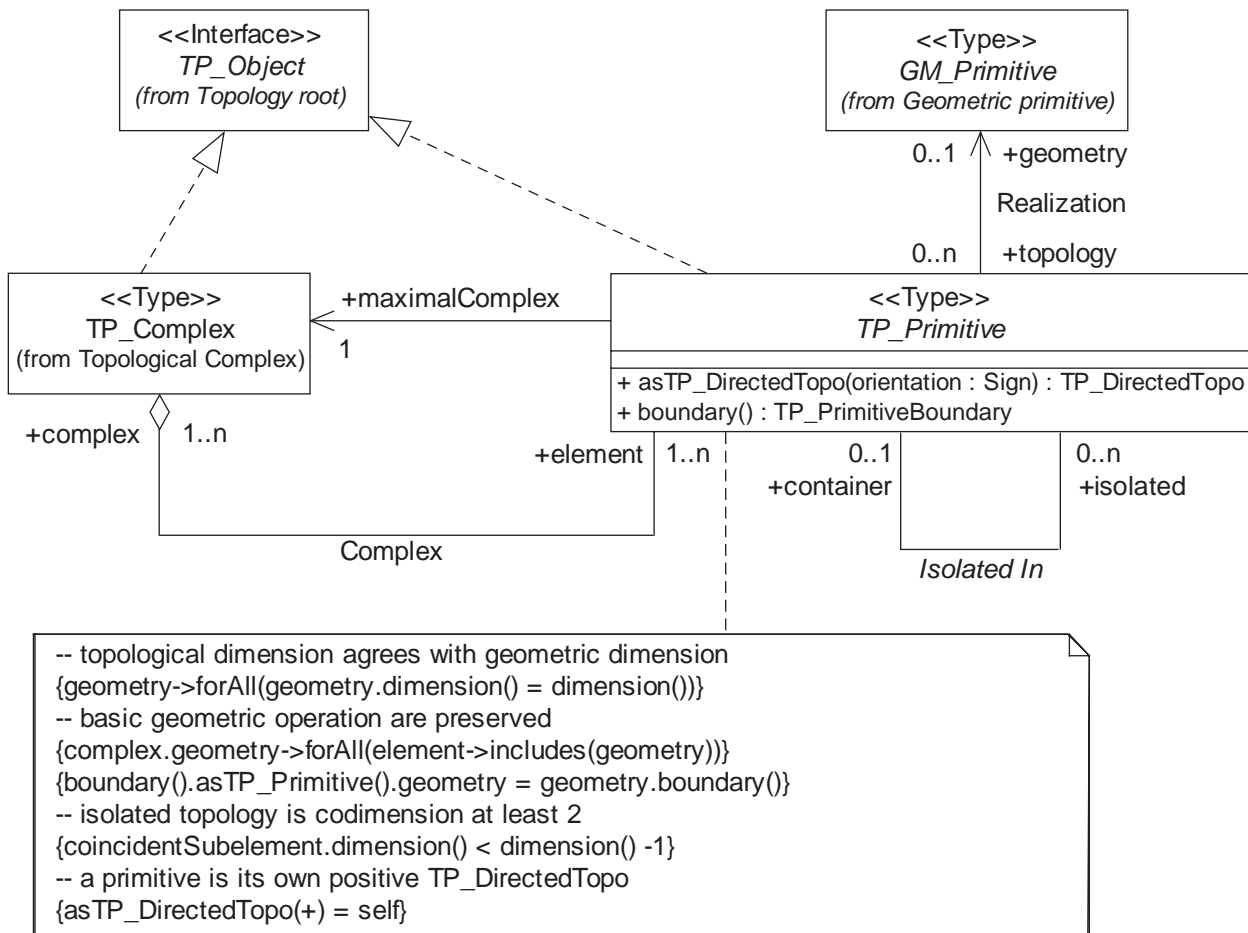 <<Interface>>
TP_Object
(from Topology root)
<<Type>>
GM_Primitive
(from Geometric primitive)
0..1
+geometry
Realization
0..n
+topology
<<Type>>
TP_Complex
(from Topological Complex)
+maximalComplex
1
<<Type>>
TP_Primitive
+ asTP_DirectedTopo(orientation : Sign) : TP_DirectedTopo
+ boundary() : TP_PrimitiveBoundary
+complex
1..n
+element
1..n
0..1
+container
0..n
+isolated
Complex
Isolated In
-- topological dimension agrees with geometric dimension
{geometry->forAll(geometry.dimension() = dimension())}
-- basic geometric operation are preserved
{complex.geometry->forAll(element->includes(geometry))}
{boundary().asTP_Primitive().geometry = geometry.boundary()}
-- isolated topology is codimension at least 2
{coincidentSubelement.dimension() < dimension() -1}
-- a primitive is its own positive TP_DirectedTopo
{asTP_DirectedTopo(+) = self}